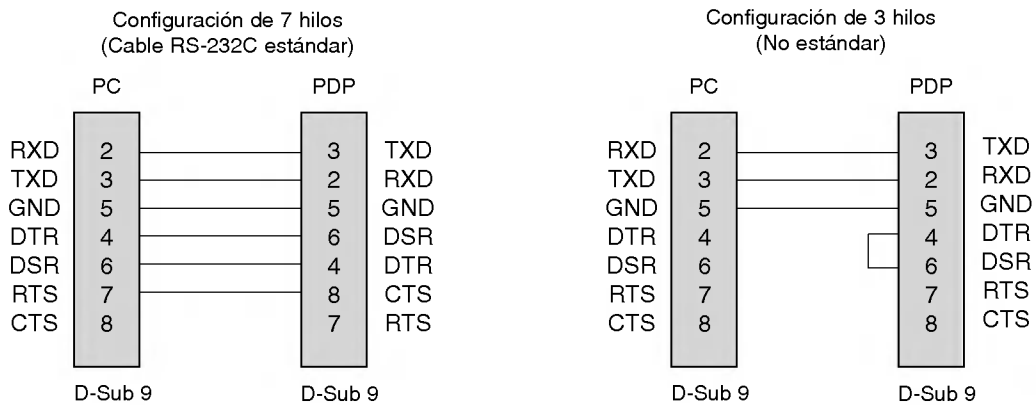 Configuración de 7 hilos
(Cable RS-232C estándar)
PC PDP
RXD 2 3 TXD
TXD 3 2 RXD
GND 5 5 GND
DTR 4 6 DSR
DSR 6 4 DTR
RTS 7 8 CTS
CTS 8 7 RTS
D-Sub 9 D-Sub 9
Configuración de 3 hilos
(No estándar)
PC PDP
RXD 2 3 TXD
TXD 3 2 RXD
GND 5 5 GND
DTR 4 4 DTR
DSR 6 6 DSR
RTS 7 7 RTS
CTS 8 8 CTS
D-Sub 9 D-Sub 9